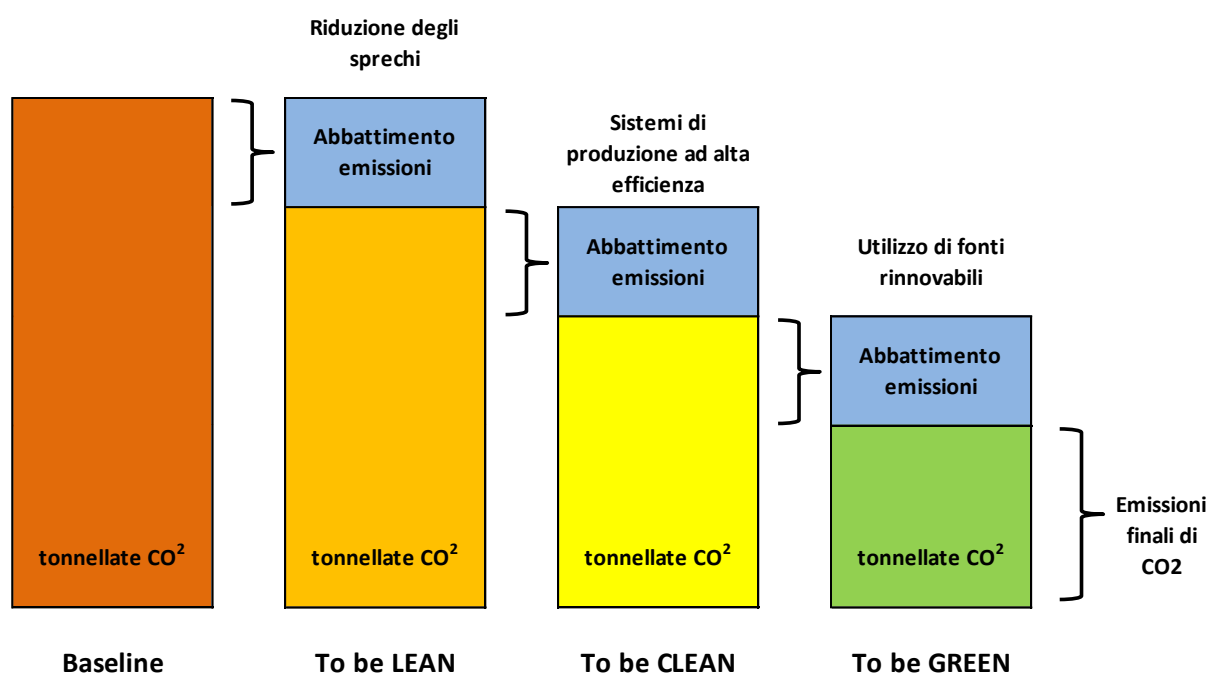 Riduzione degli
sprechi
Abbattimento
emissioni
Sistemi di
produzione ad alta
efficienza
Abbattimento
emissioni
Utilizzo di fonti
rinnovabili
Abbattimento
emissioni
Emissioni
finali di
CO2
tonnellate CO²
tonnellate CO²
tonnellate CO²
tonnellate CO²
Baseline
To be LEAN
To be CLEAN
To be GREEN